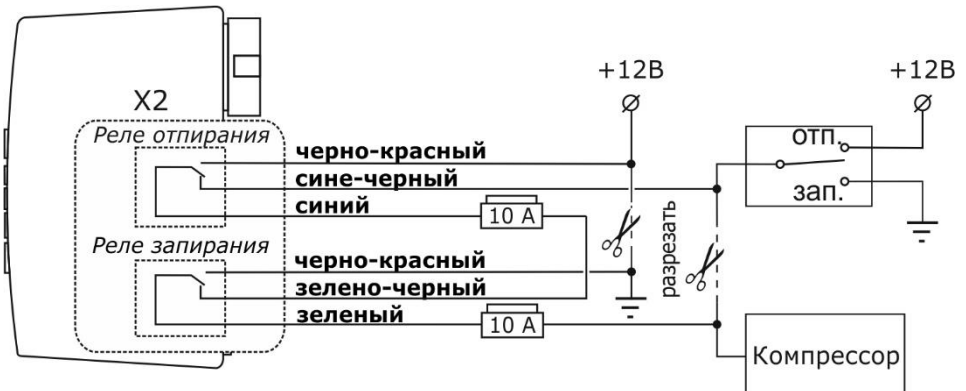 +12В
+12В
X2
Реле отпирания
отп.
черно-красный
сине-черный
зап.
синий
10 А
разрезать
Реле запирания
черно-красный
зелено-черный
зеленый
10 А
Компрессор